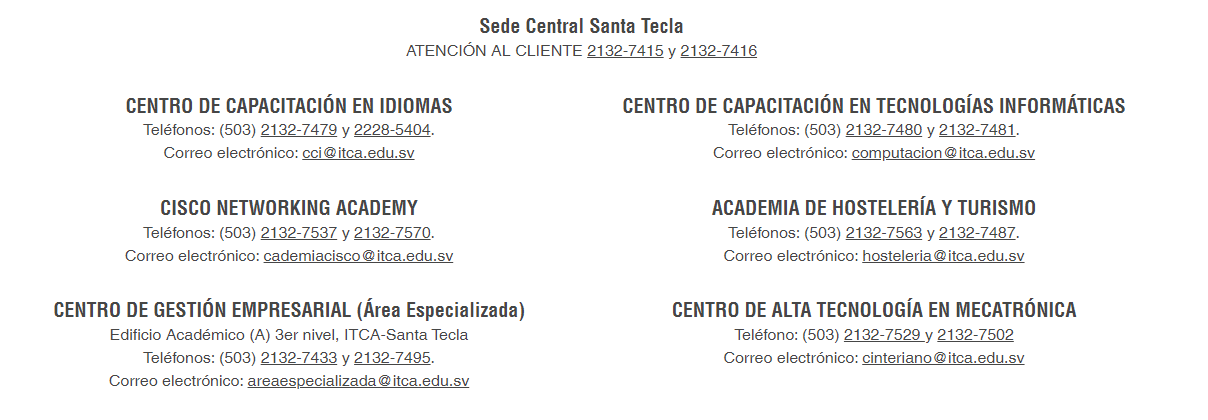 Sede Central Santa Tecla
ATENCIÓN AL CLIENTE 2132-7415 y 2132-7416
CENTRO DE CAPACITACIÓN EN IDIOMAS
Teléfonos: (503) 2132-7479 y 2228-5404.
Correo electrónico: cci@itca.edu.sv
CENTRO DE CAPACITACIÓN EN TECNOLOGÍAS INFORMÁTICAS
Teléfonos: (503) 2132-7480 y 2132-7481.
Correo electrónico: computacion@itca.edu.sv
CISCO NETWORKING ACADEMY
Teléfonos: (503) 2132-7537 y 2132-7570.
Correo electrónico: cademiacisco@itca.edu.sv
ACADEMIA DE HOSTELERÍA Y TURISMO
Teléfonos: (503) 2132-7563 y 2132-7487.
Correo electrónico: hosteleria@itca.edu.sv
CENTRO DE GESTIÓN EMPRESARIAL (Área Especializada)
Edificio Académico (A) 3er nivel, ITCA-Santa Tecla
Teléfonos: (503) 2132-7433 y 2132-7495.
Correo electrónico: areaespecializada@itca.edu.sv
CENTRO DE ALTA TECNOLOGÍA EN MECATRÓNICA
Teléfono: (503) 2132-7529 y 2132-7502
Correo electrónico: cinteriano@itca.edu.sv